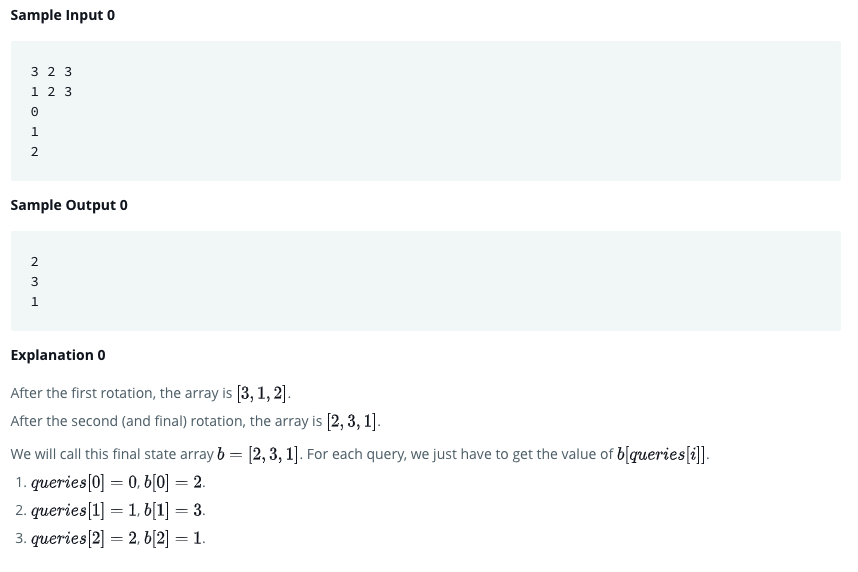 Sample Input 0
3 2 3
1 2 3
0
1
2
Sample Output 0
2
3
1
Explanation 0
After the first rotation, the array is [3, 1, 2].
After the second (and final) rotation, the array is [2, 3, 1].
We will call this final state array b = [2, 3, 1]. For each query, we just have to get the value of b[queries[i]].
1. queries[0] = 0, b[0] = 2.
2. queries[1] = 1, b[1] = 3.
3. queries[2] = 2, b[2] = 1.